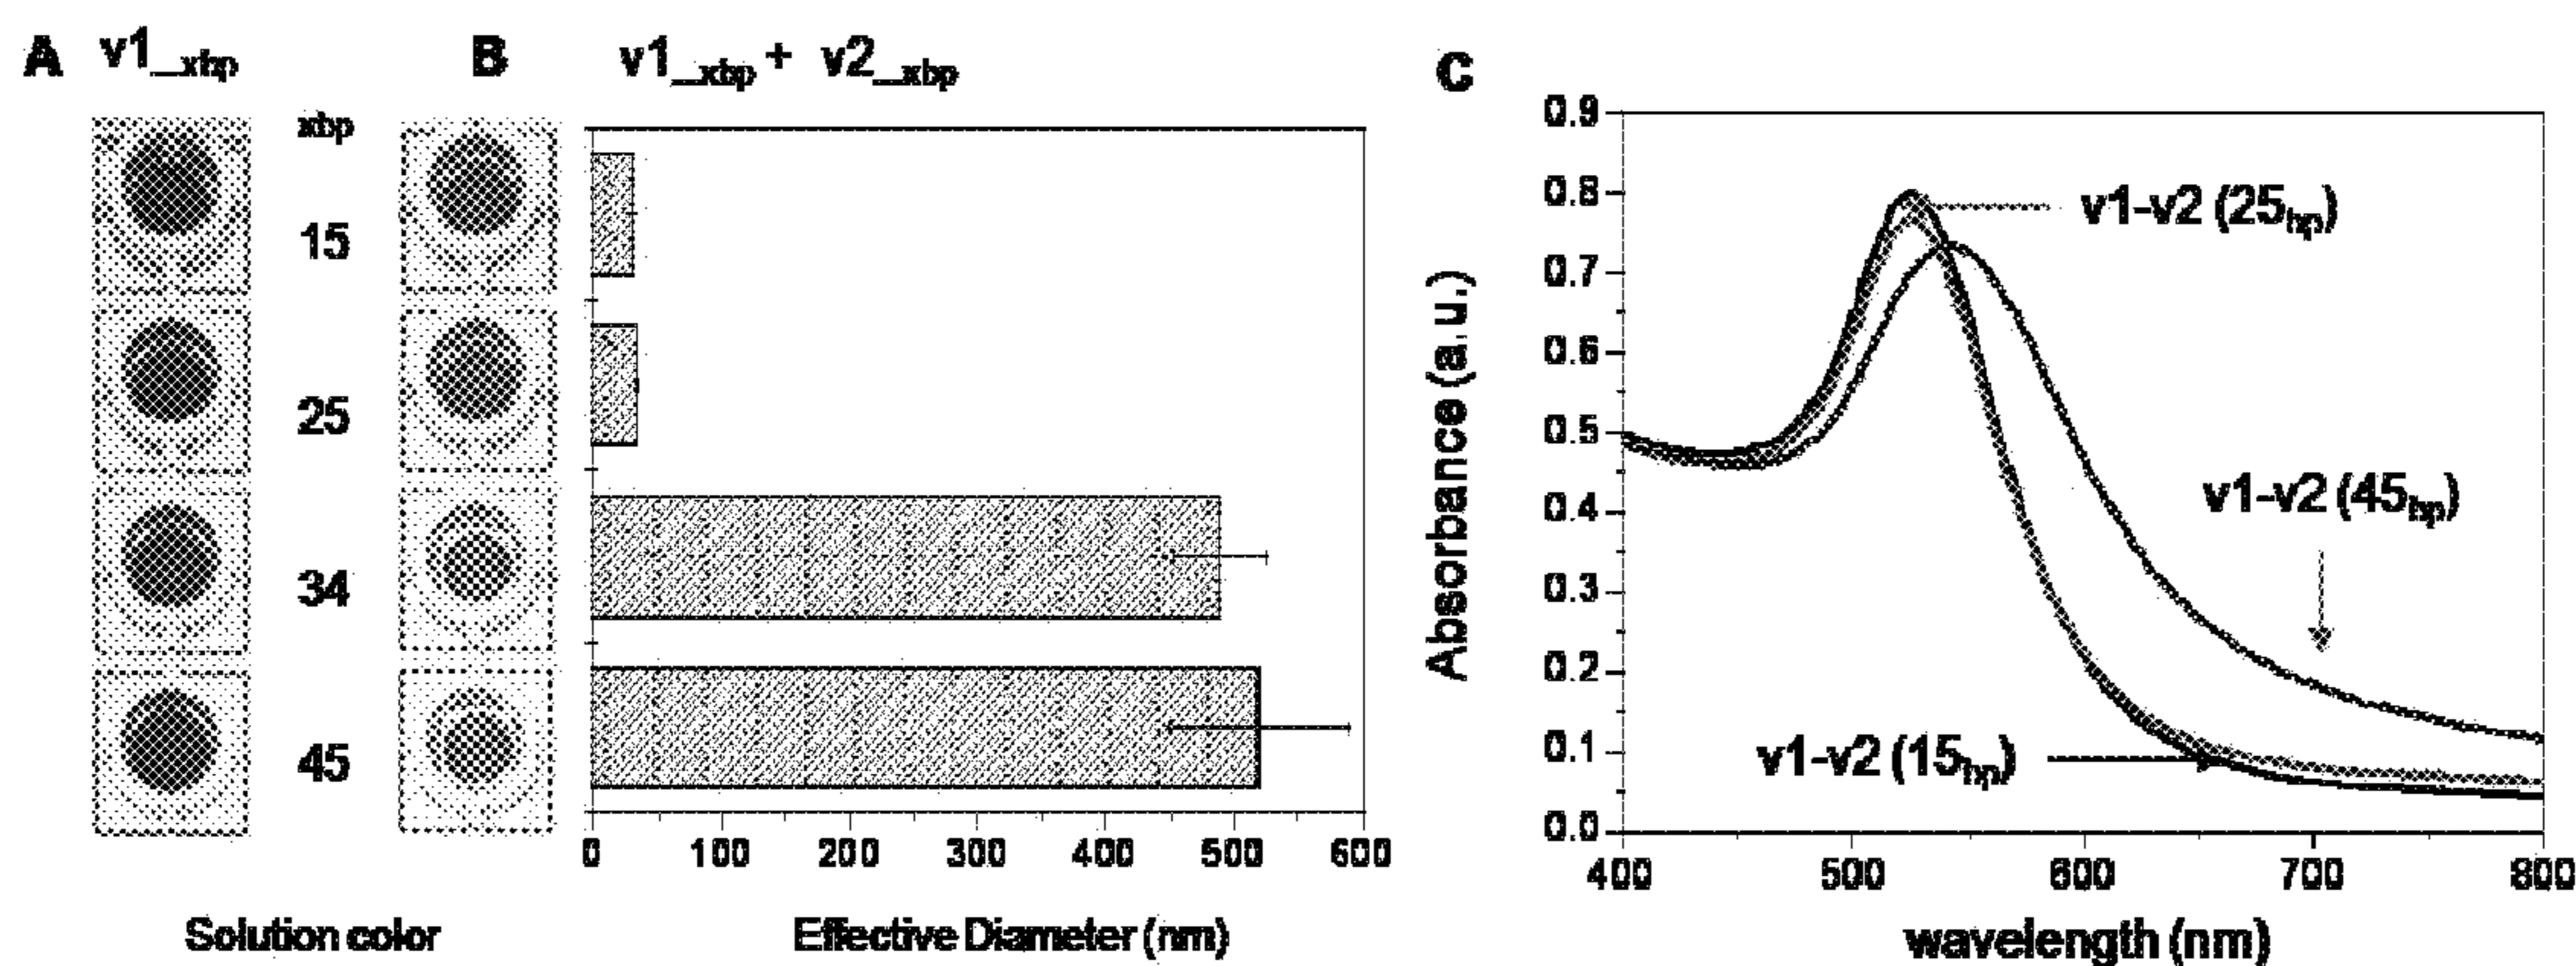 A v1_xbp B v1_xbp + v2_xbp C
xbp
15
25
34
45
0 100 200 300 400 500 600
Solution color
Effective Diameter (nm)
0.9
0.8
0.7
0.6
0.5
0.4
0.3
0.2
0.1
0.0
Absorbance (a.u.)
v1-v2 (25bp)
v1-v2 (45bp)
v1-v2 (15bp)
400 500 600 700 800
wavelength (nm)